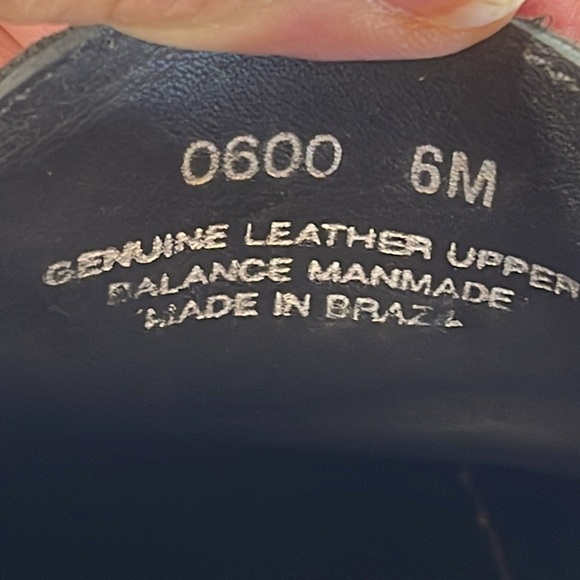 0600 6M
GENUINE LEATHER UPPER
BALANCE MANMADE
MADE IN BRAZIL